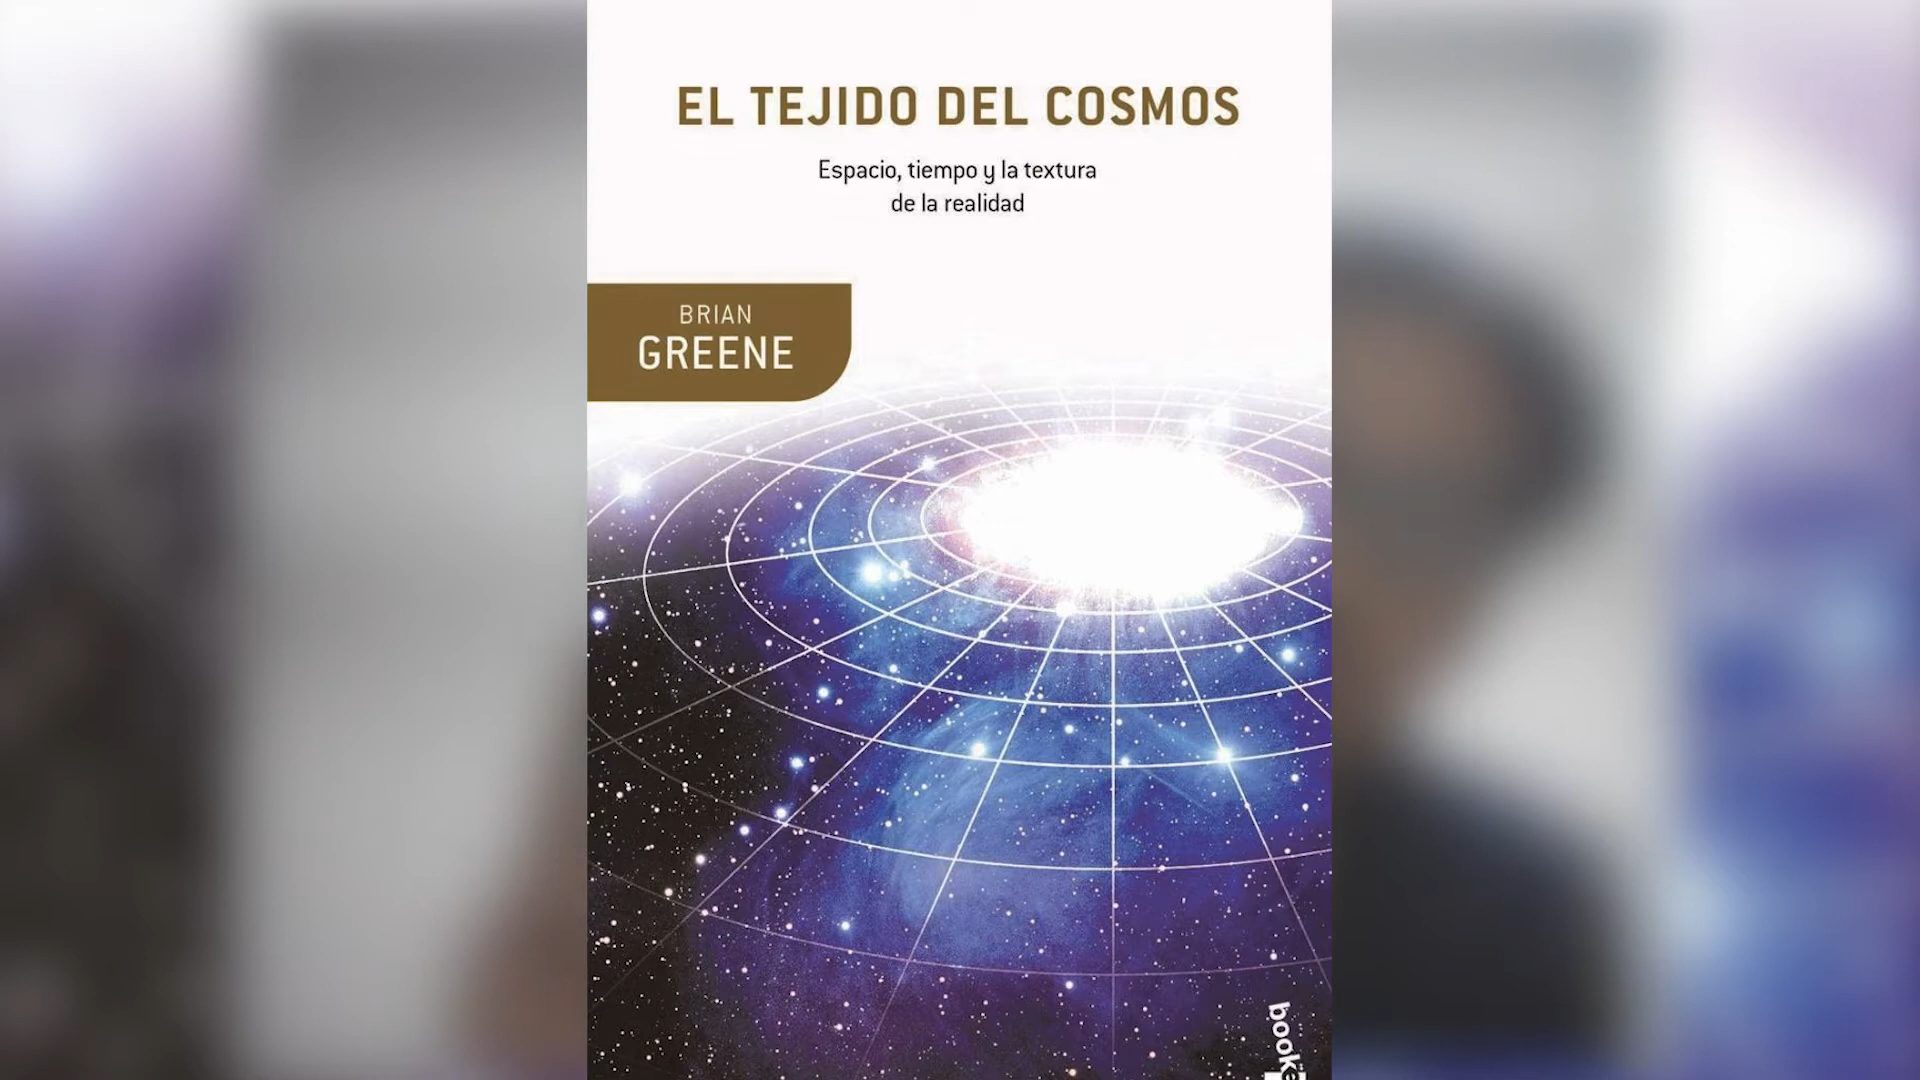 EL TEJIDO DEL COSMOS
Espacio, tiempo y la textura
de la realidad
BRIAN
GREENE